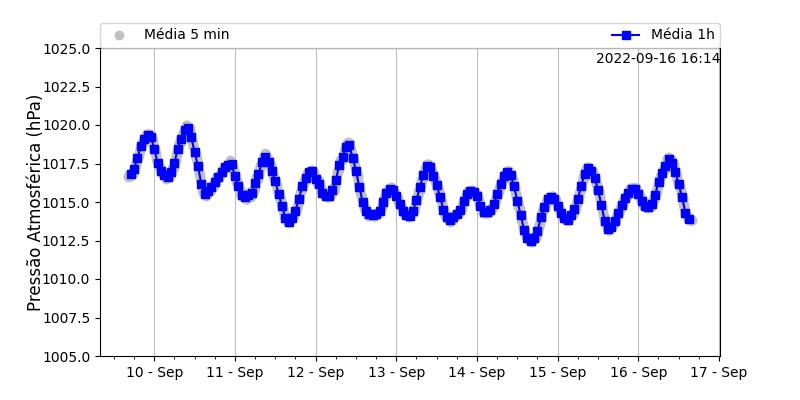 Média 5 min
Média 1h
2022-09-16 16:14
Pressão Atmosférica (hPa)
1025.0
1022.5
1020.0
1017.5
1015.0
1012.5
1010.0
1007.5
1005.0
10 - Sep
11 - Sep
12 - Sep
13 - Sep
14 - Sep
15 - Sep
16 - Sep
17 - Sep